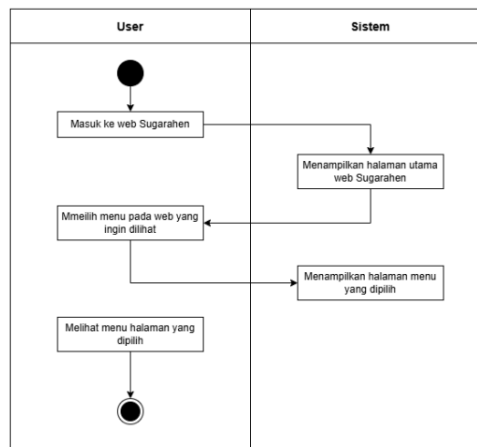 User
Sistem
Masuk ke web Sugarahen
Menampilkan halaman utama
web Sugarahen
Mmeilih menu pada web yang
ingin dilihat
Menampilkan halaman menu
yang dipilih
Melihat menu halaman yang
dipilih